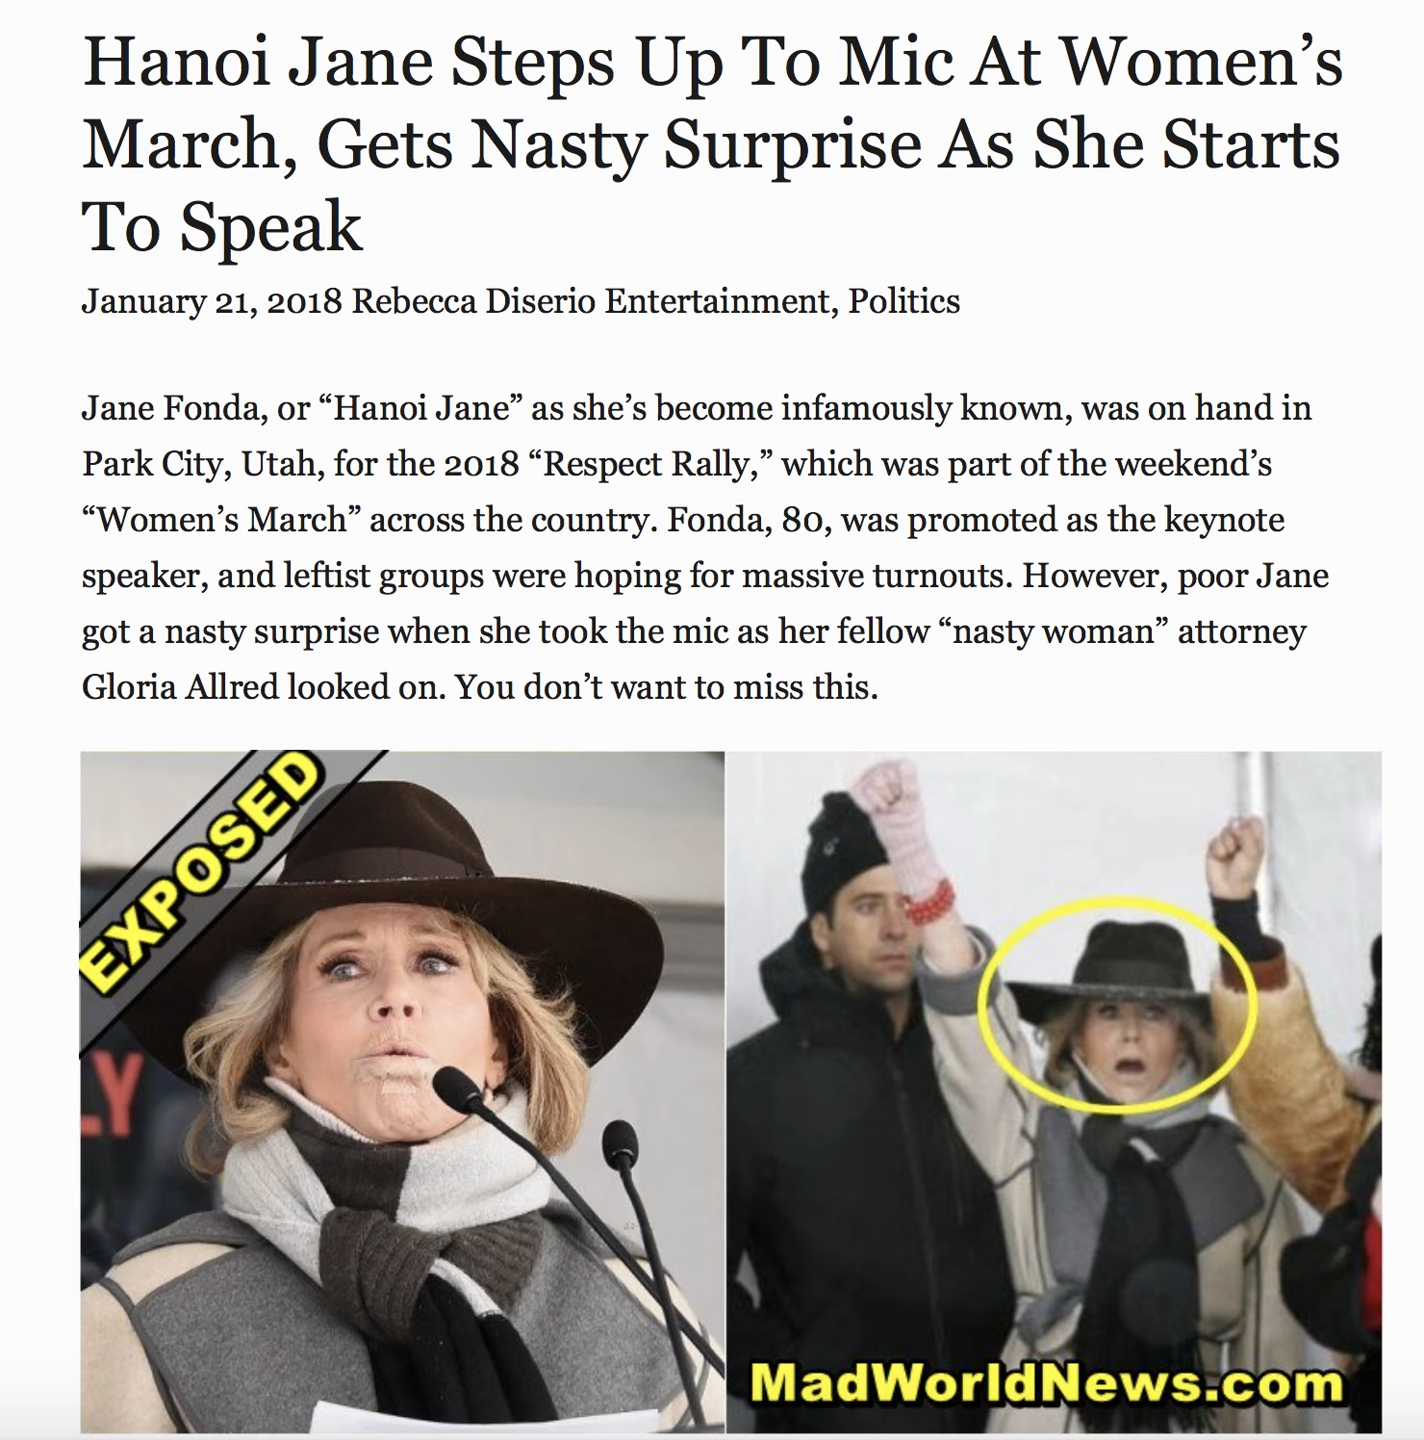 Hanoi Jane Steps Up To Mic At Women’s
March, Gets Nasty Surprise As She Starts
To Speak
January 21, 2018 Rebecca Diserio Entertainment, Politics
Jane Fonda, or “Hanoi Jane” as she’s become infamously known, was on hand in
Park City, Utah, for the 2018 “Respect Rally,” which was part of the weekend’s
“Women’s March” across the country. Fonda, 80, was promoted as the keynote
speaker, and leftist groups were hoping for massive turnouts. However, poor Jane
got a nasty surprise when she took the mic as her fellow “nasty woman” attorney
Gloria Allred looked on. You don’t want to miss this.
EXPOSED
LY
MadWorldNews.com